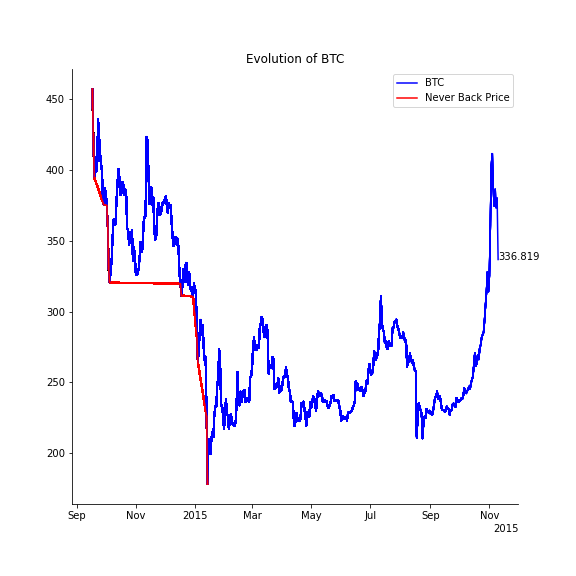 Evolution of BTC
BTC
Never Back Price
450
400
350
300
250
200
336.819
Sep
Nov
2015
Mar
May
Jul
Sep
Nov
2015